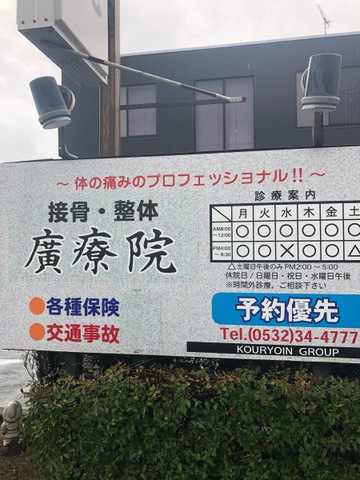 ～体の痛みのプロフェッショナル!!～
接骨・整体
廣療院
●各種保険
●交通事故
診療案内
月 火 水 木 金 土
AM8:00 〜12:00 ○ ○ ○ ○ ○ ○
PM4:00 〜8:30 ○ ○ × ○ ○ △
△土曜日午後のみPM2:00～5:00
休院日/日曜日・祝日・水曜日午後
※時間外診療。ご相談下さい
予約優先
Tel.(0532)34-4777
KOURYOIN GROUP